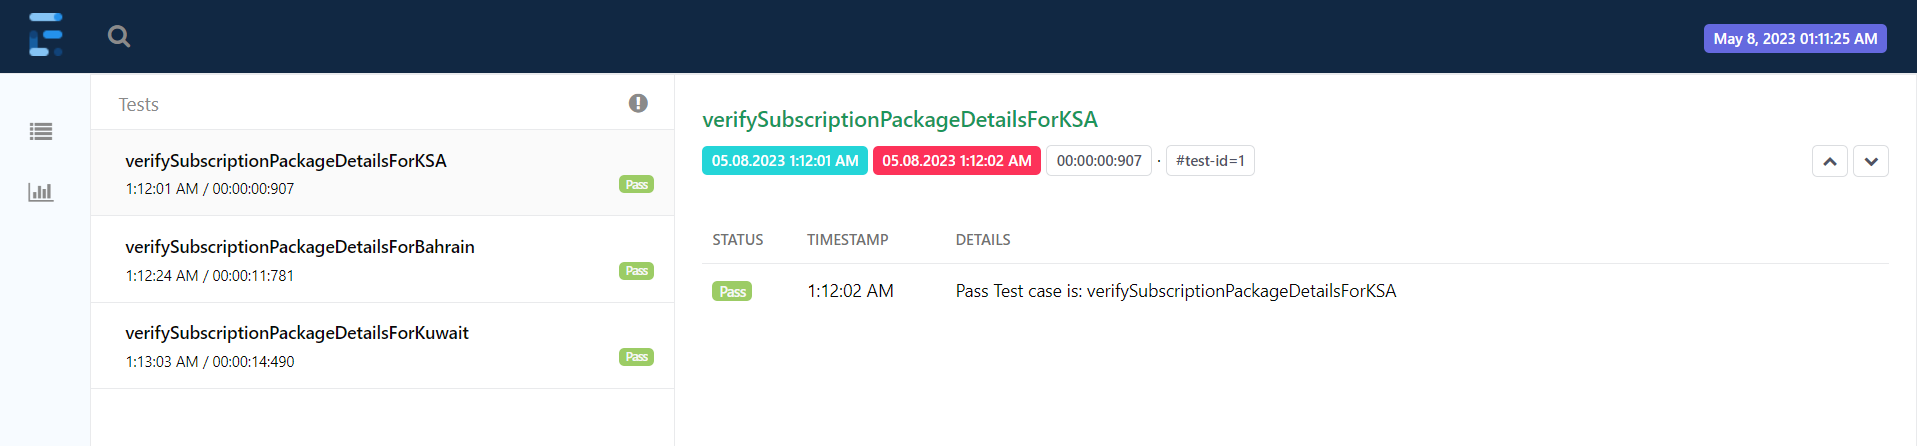 May 8, 2023 01:11:25 AM
Tests
verifySubscriptionPackageDetailsForKSA
1:12:01 AM / 00:00:00:907
Pass
verifySubscriptionPackageDetailsForBahrain
1:12:24 AM / 00:00:11:781
Pass
verifySubscriptionPackageDetailsForKuwait
1:13:03 AM / 00:00:14:490
Pass
verifySubscriptionPackageDetailsForKSA
05.08.2023 1:12:01 AM 05.08.2023 1:12:02 AM 00:00:00:907 · #test-id=1
STATUS TIMESTAMP DETAILS
Pass 1:12:02 AM Pass Test case is: verifySubscriptionPackageDetailsForKSA